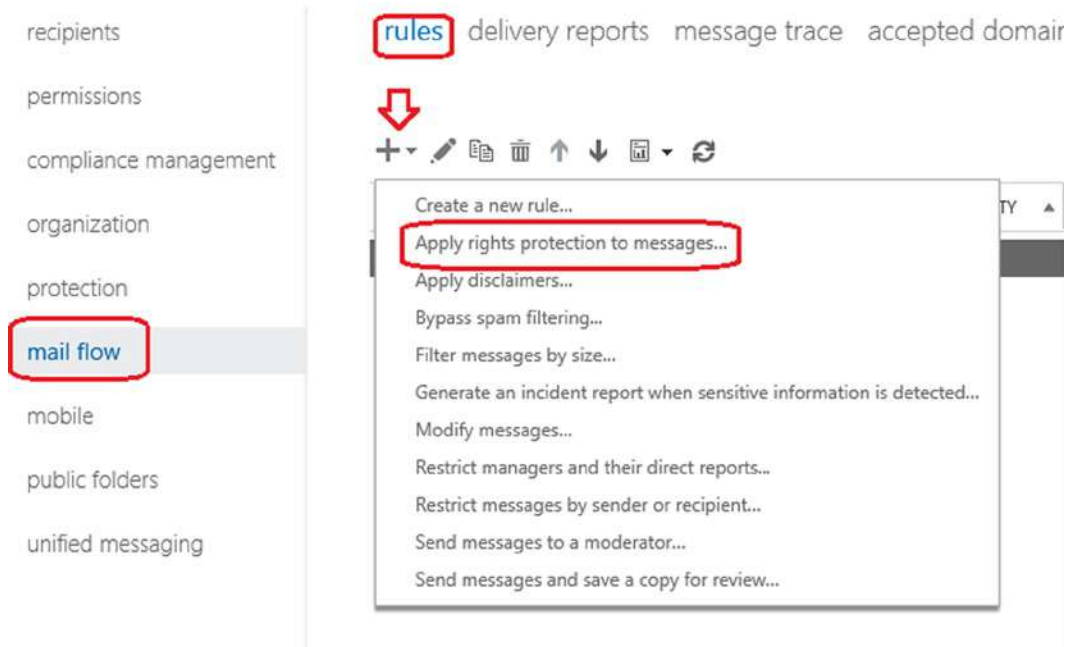 recipients
permissions
compliance management
organization
protection
mail flow
mobile
public folders
unified messaging
rules delivery reports message trace accepted domain
Create a new rule...
TY
Apply rights protection to messages...
Apply disclaimers...
Bypass spam filtering...
Filter messages by size...
Generate an incident report when sensitive information is detected...
Modify messages...
Restrict managers and their direct reports...
Restrict messages by sender or recipient...
Send messages to a moderator...
Send messages and save a copy for review...